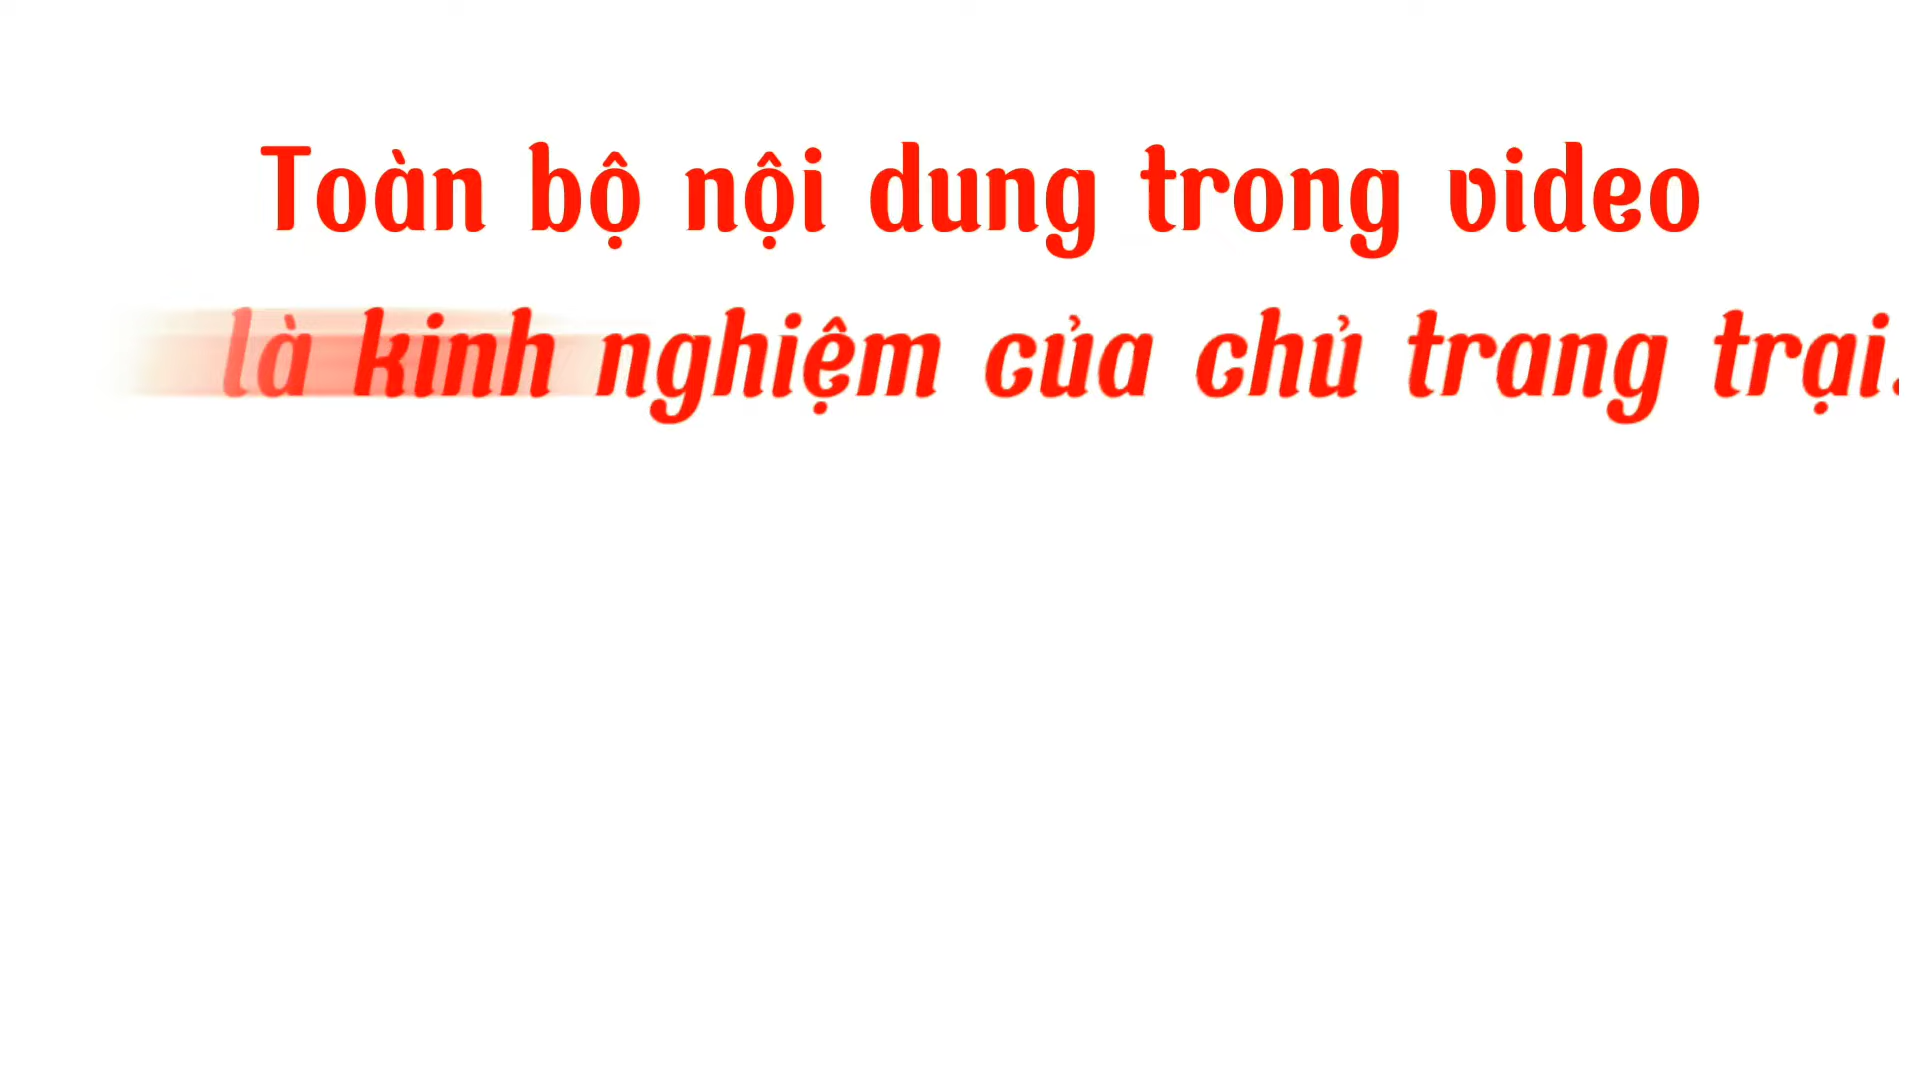 Toàn bộ nội dung trong video
là kinh nghiệm của chủ trang trại.